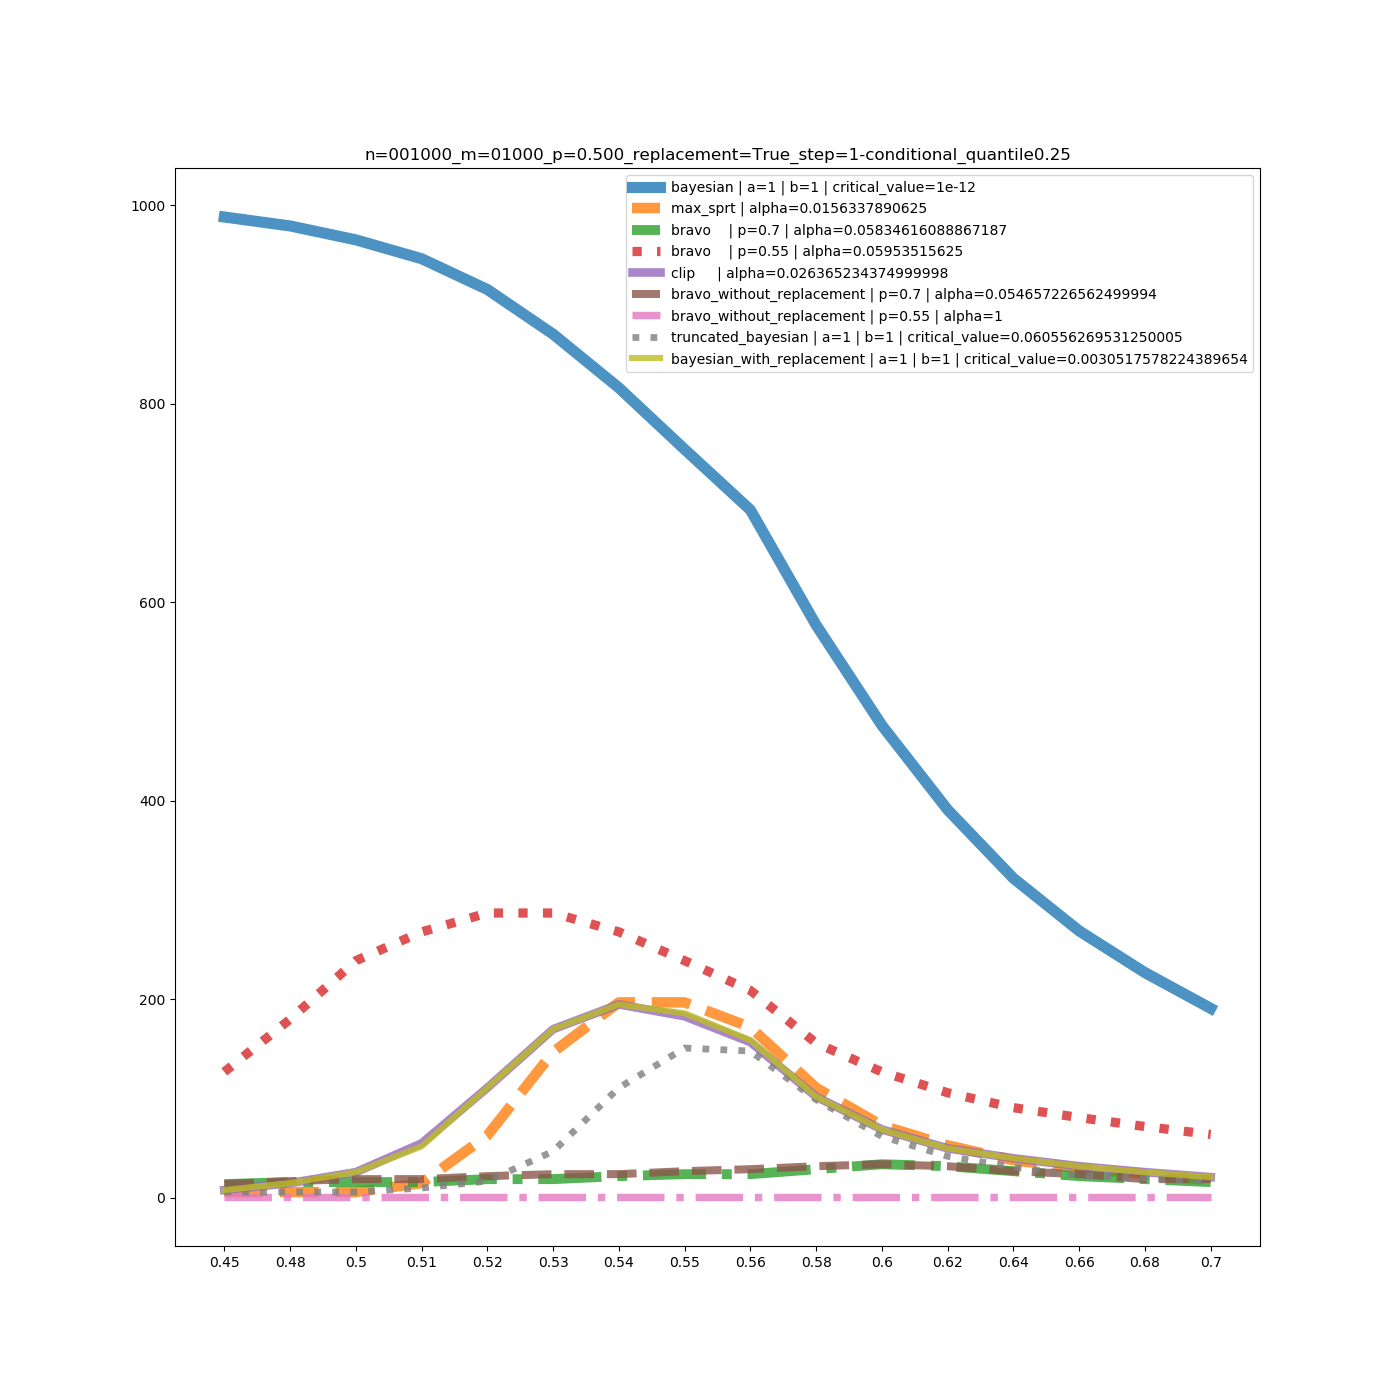 n=001000_m=01000_p=0.500_replacement=True_step=1-conditional_quantile0.25
bayesian | a=1 | b=1 | critical_value=1e-12
max_sprt | alpha=0.0156337890625
bravo | p=0.7 | alpha=0.05834616088867187
bravo | p=0.55 | alpha=0.05953515625
clip | alpha=0.026365234374999998
bravo_without_replacement | p=0.7 | alpha=0.054657226562499994
bravo_without_replacement | p=0.55 | alpha=1
truncated_bayesian | a=1 | b=1 | critical_value=0.060556269531250005
bayesian_with_replacement | a=1 | b=1 | critical_value=0.0030517578224389654
1000
800
600
400
200
0
0.45 0.48 0.5 0.51 0.52 0.53 0.54 0.55 0.56 0.58 0.6 0.62 0.64 0.66 0.68 0.7